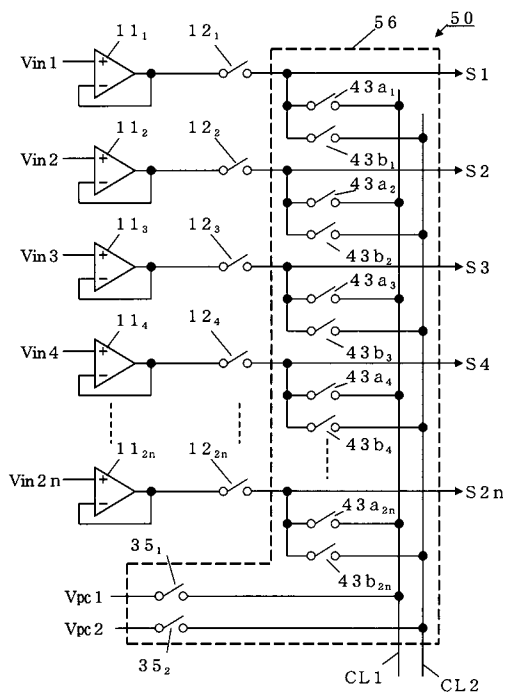 56
50
Vin1
11₁
12₁
S1
43a₁
43b₁
Vin2
11₂
12₂
S2
43a₂
43b₂
Vin3
11₃
12₃
S3
43a₃
43b₃
Vin4
11₄
12₄
S4
43a₄
43b₄
Vin2n
11₂ₙ
12₂ₙ
S2n
43a₂ₙ
43b₂ₙ
35₁
Vpc1
Vpc2
35₂
CL1
CL2